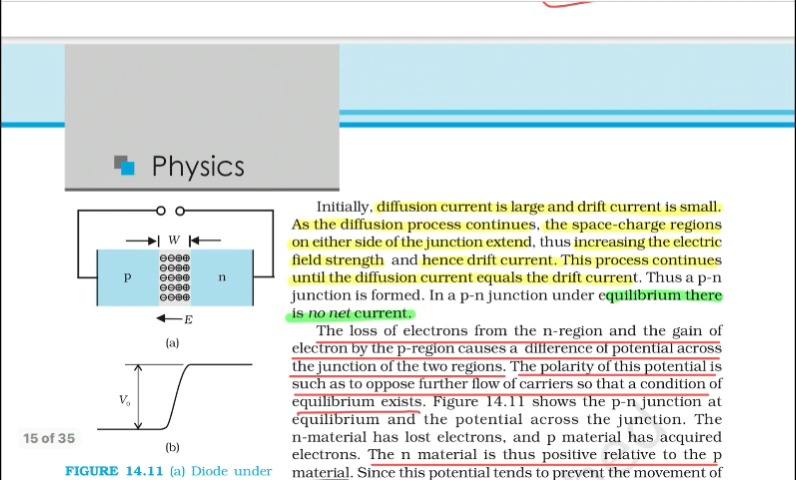 Physics
Initially, diffusion current is large and drift current is small.
As the diffusion process continues, the space-charge regions
on either side of the junction extend, thus increasing the electric
field strength and hence drift current. This process continues
until the diffusion current equals the drift current. Thus a p-n
junction is formed. In a p-n junction under equilibrium there
is no net current.
The loss of electrons from the n-region and the gain of
electron by the p-region causes a difference of potential across
the junction of the two regions. The polarity of this potential is
such as to oppose further flow of carriers so that a condition of
equilibrium exists. Figure 14.11 shows the p-n junction at
equilibrium and the potential across the junction. The
n-material has lost electrons, and p material has acquired
electrons. The n material is thus positive relative to the p
material. Since this potential tends to prevent the movement of
W
p n
E
(a)
V₀
(b)
15 of 35
FIGURE 14.11 (a) Diode under